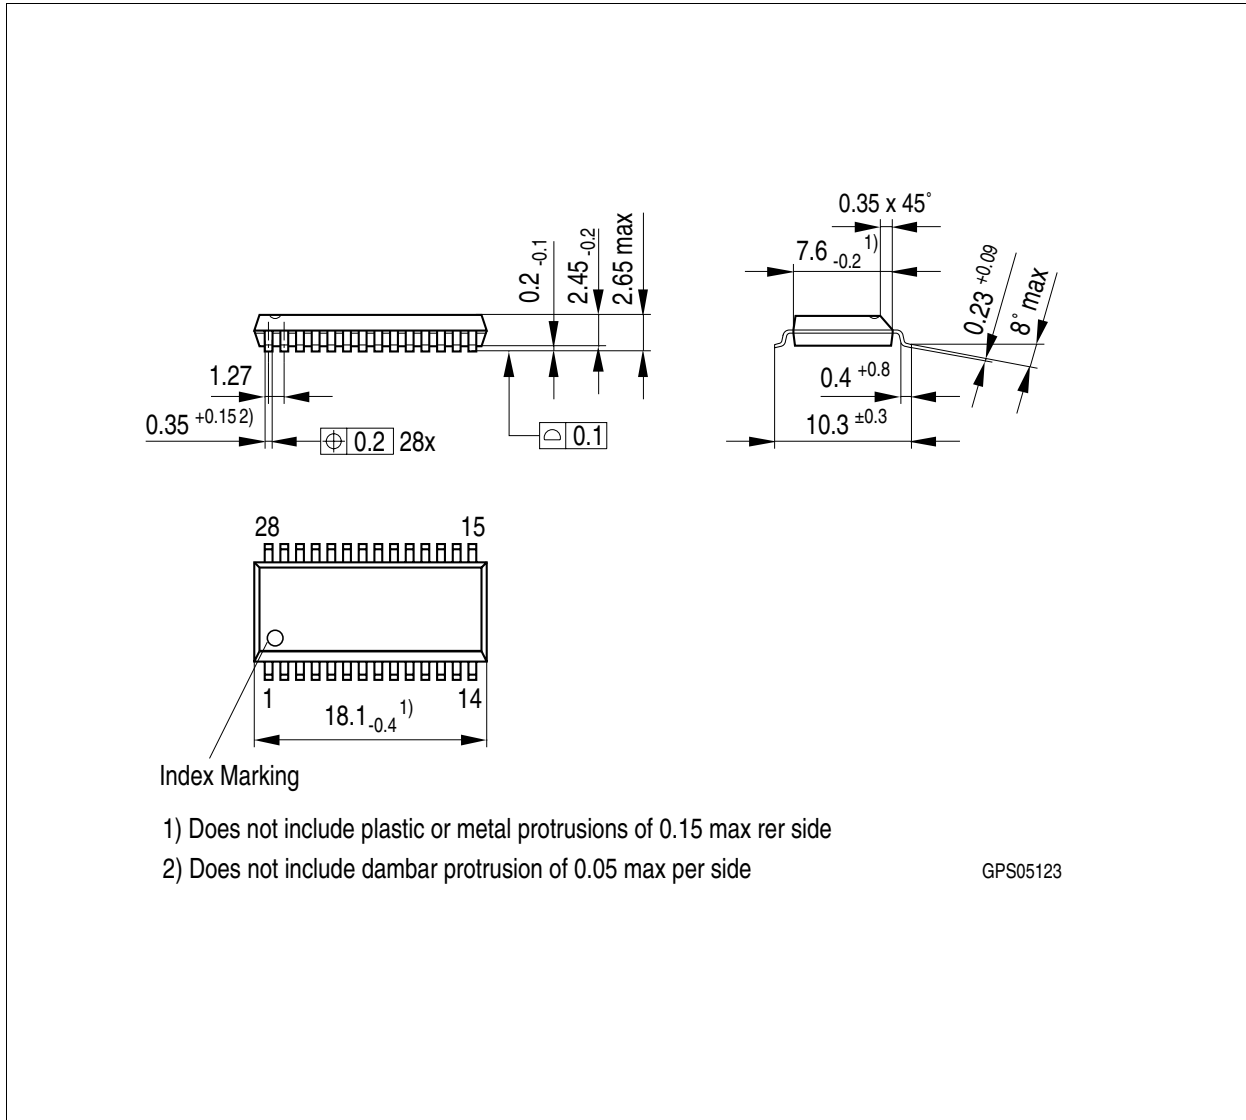 0.35 x 45˚
7.6 -0.2 1)
0.2 -0.1
2.45 -0.2
2.65 max
0.23 +0.09
8˚ max
1.27
0.35 +0.15 2)
0.2 28x
0.1
0.4 +0.8
10.3 ±0.3
28 15
1 14
18.1 -0.4 1)
Index Marking
1) Does not include plastic or metal protrusions of 0.15 max rer side
2) Does not include dambar protrusion of 0.05 max per side
GPS05123